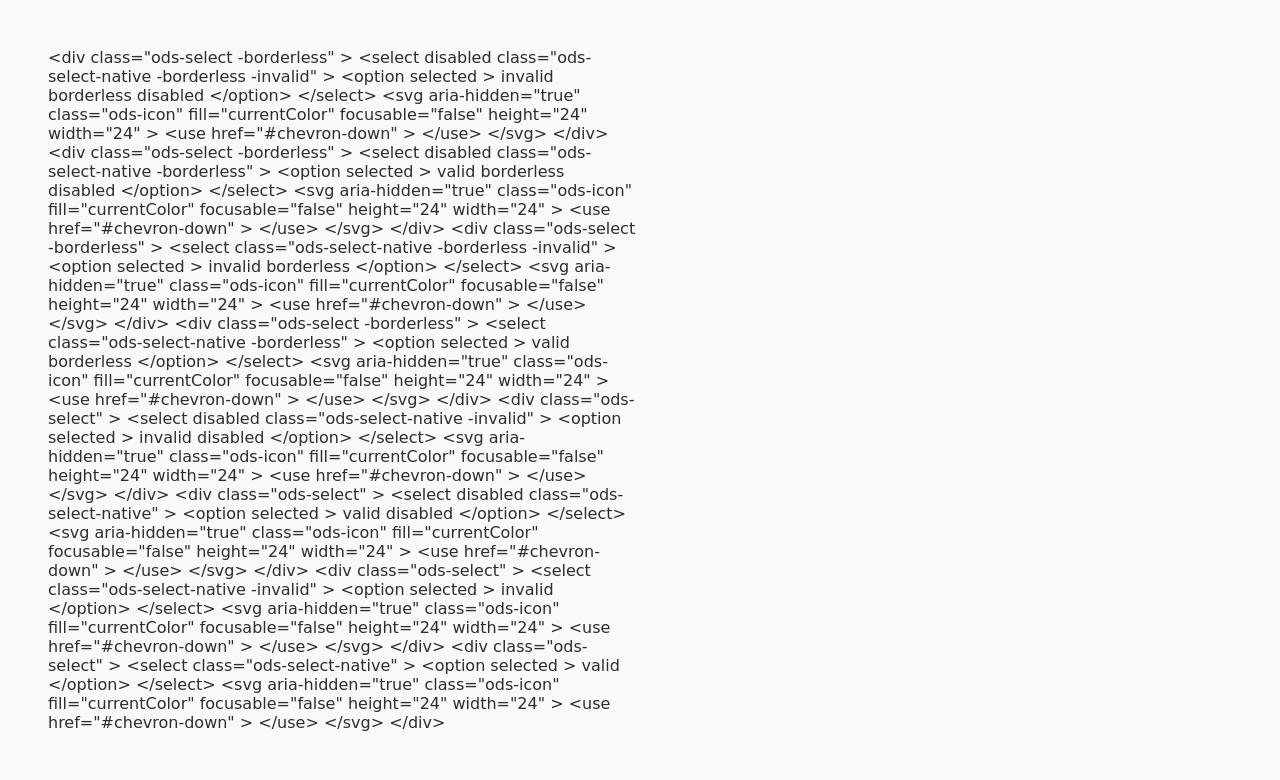 <div class="ods-select -borderless" > <select disabled class="ods-
select-native -borderless -invalid" > <option selected > invalid
borderless disabled </option> </select> <svg aria-hidden="true"
class="ods-icon" fill="currentColor" focusable="false" height="24"
width="24" > <use href="#chevron-down" > </use> </svg> </div>
<div class="ods-select -borderless" > <select disabled class="ods-
select-native -borderless" > <option selected > valid borderless
disabled </option> </select> <svg aria-hidden="true" class="ods-icon"
fill="currentColor" focusable="false" height="24" width="24" > <use
href="#chevron-down" > </use> </svg> </div> <div class="ods-select
-borderless" > <select class="ods-select-native -borderless -invalid" >
<option selected > invalid borderless </option> </select> <svg aria-
hidden="true" class="ods-icon" fill="currentColor" focusable="false"
height="24" width="24" > <use href="#chevron-down" > </use>
</svg> </div> <div class="ods-select -borderless" > <select
class="ods-select-native -borderless" > <option selected > valid
borderless </option> </select> <svg aria-hidden="true" class="ods-
icon" fill="currentColor" focusable="false" height="24" width="24" >
<use href="#chevron-down" > </use> </svg> </div> <div class="ods-
select" > <select disabled class="ods-select-native -invalid" > <option
selected > invalid disabled </option> </select> <svg aria-
hidden="true" class="ods-icon" fill="currentColor" focusable="false"
height="24" width="24" > <use href="#chevron-down" > </use>
</svg> </div> <div class="ods-select" > <select disabled class="ods-
select-native" > <option selected > valid disabled </option> </select>
<svg aria-hidden="true" class="ods-icon" fill="currentColor"
focusable="false" height="24" width="24" > <use href="#chevron-
down" > </use> </svg> </div> <div class="ods-select" > <select
class="ods-select-native -invalid" > <option selected > invalid
</option> </select> <svg aria-hidden="true" class="ods-icon"
fill="currentColor" focusable="false" height="24" width="24" > <use
href="#chevron-down" > </use> </svg> </div> <div class="ods-
select" > <select class="ods-select-native" > <option selected > valid
</option> </select> <svg aria-hidden="true" class="ods-icon"
fill="currentColor" focusable="false" height="24" width="24" > <use
href="#chevron-down" > </use> </svg> </div>